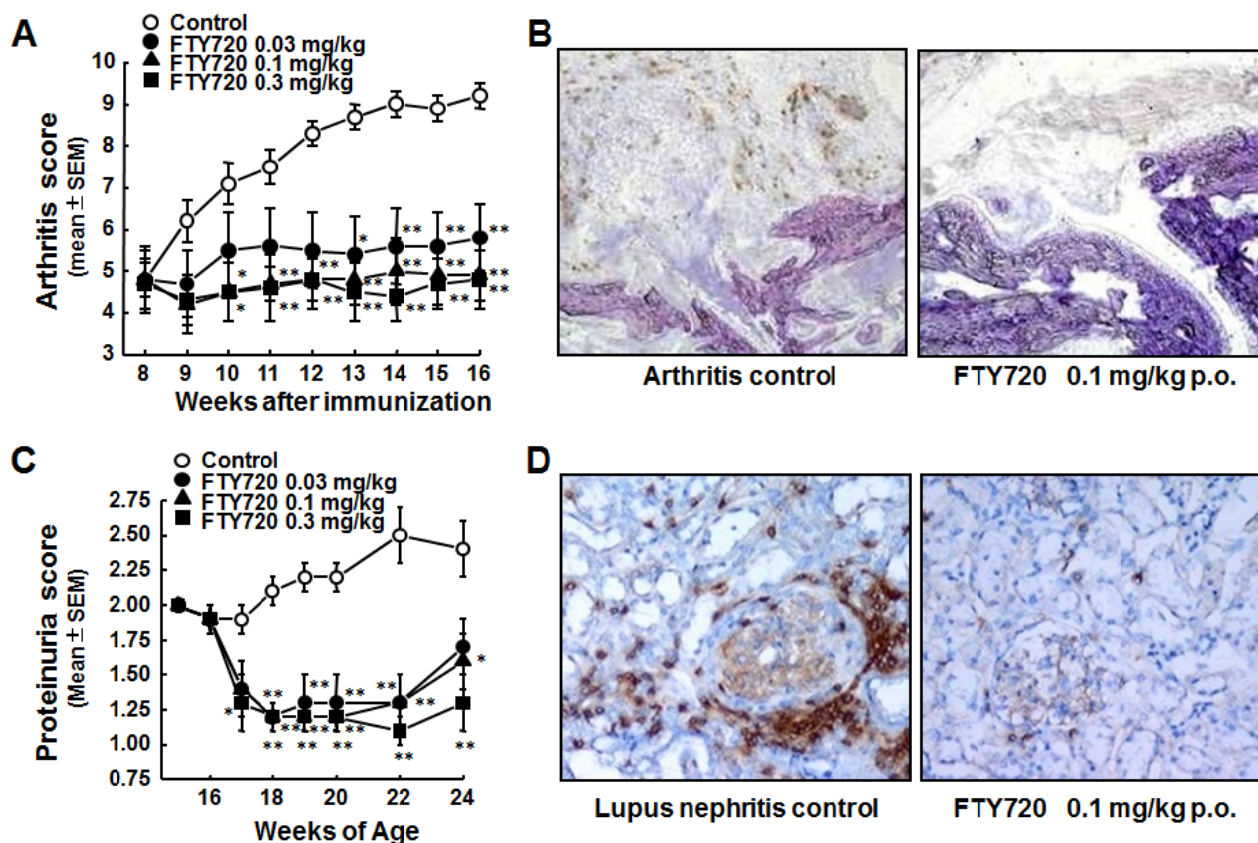 A
Control
FTY720 0.03 mg/kg
FTY720 0.1 mg/kg
FTY720 0.3 mg/kg
Arthritis score
(mean ± SEM)
10
9
8
7
6
5
4
3
8 9 10 11 12 13 14 15 16
Weeks after immunization
* ** ** * ** ** ** **
** ** ** **
** ** ** **
* ** ** ** ** ** **
B
Arthritis control
FTY720 0.1 mg/kg p.o.
C
Control
FTY720 0.03 mg/kg
FTY720 0.1 mg/kg
FTY720 0.3 mg/kg
Proteinuria score
(Mean ± SEM)
2.75
2.50
2.25
2.00
1.75
1.50
1.25
1.00
0.75
16 18 20 22 24
Weeks of Age
* ** ** ** ** ** *
** ** **
** ** ** ** **
D
Lupus nephritis control
FTY720 0.1 mg/kg p.o.